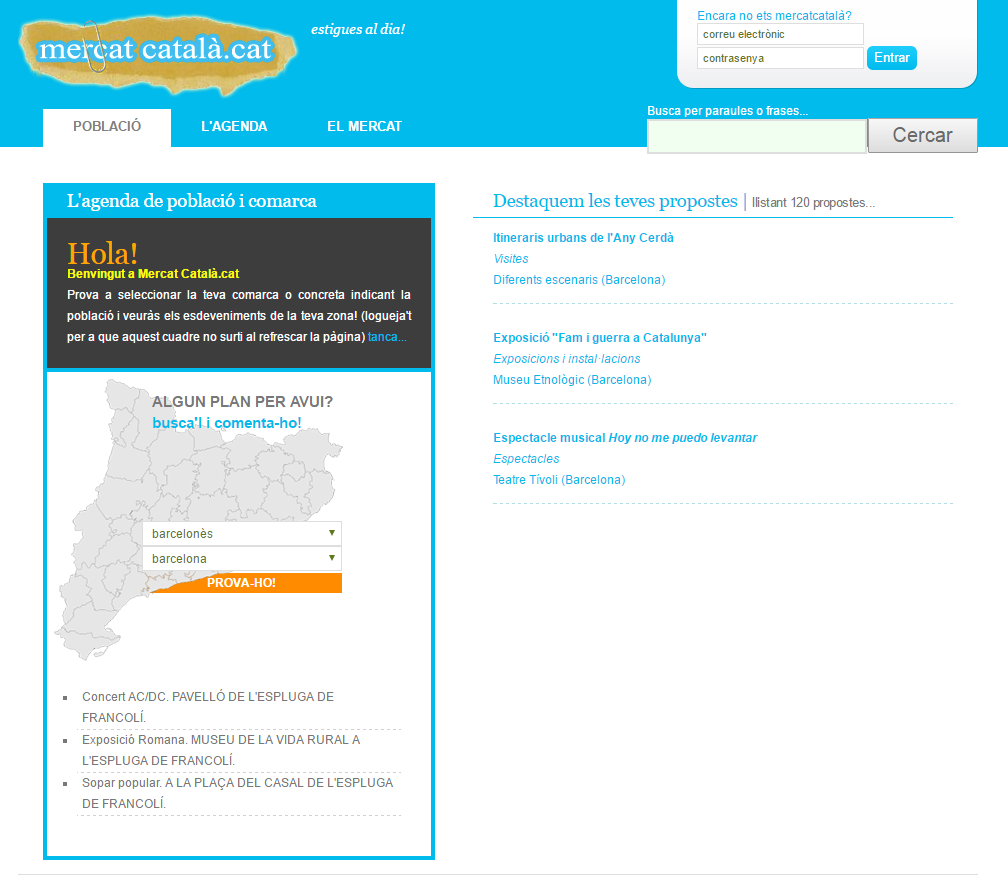 mercat català.cat
estigues al dia!
Encara no ets mercatcatalà?
correu electrònic
contrasenya
Entrar
POBLACIÓ
L'AGENDA
EL MERCAT
Busca per paraules o frases...
Cercar
L'agenda de població i comarca
Hola!
Benvingut a Mercat Català.cat
Prova a seleccionar la teva comarca o concreta indicant la
població i veuràs els esdeveniments de la teva zona! (logueja't
per a que aquest cuadre no surti al refrescar la pàgina) tanca...
ALGUN PLAN PER AVUI?
busca'l i comenta-ho!
barcelonès
barcelona
PROVA-HO!
Concert AC/DC. PAVELLÓ DE L'ESPLUGA DE
FRANCOLÍ.
Exposició Romana. MUSEU DE LA VIDA RURAL A
L'ESPLUGA DE FRANCOLÍ.
Sopar popular. A LA PLAÇA DEL CASAL DE L'ESPLUGA
DE FRANCOLÍ.
Destaquem les teves propostes | llistant 120 propostes...
Itineraris urbans de l'Any Cerdà
Visites
Diferents escenaris (Barcelona)
Exposició "Fam i guerra a Catalunya"
Exposicions i instal·lacions
Museu Etnològic (Barcelona)
Espectacle musical Hoy no me puedo levantar
Espectacles
Teatre Tívoli (Barcelona)